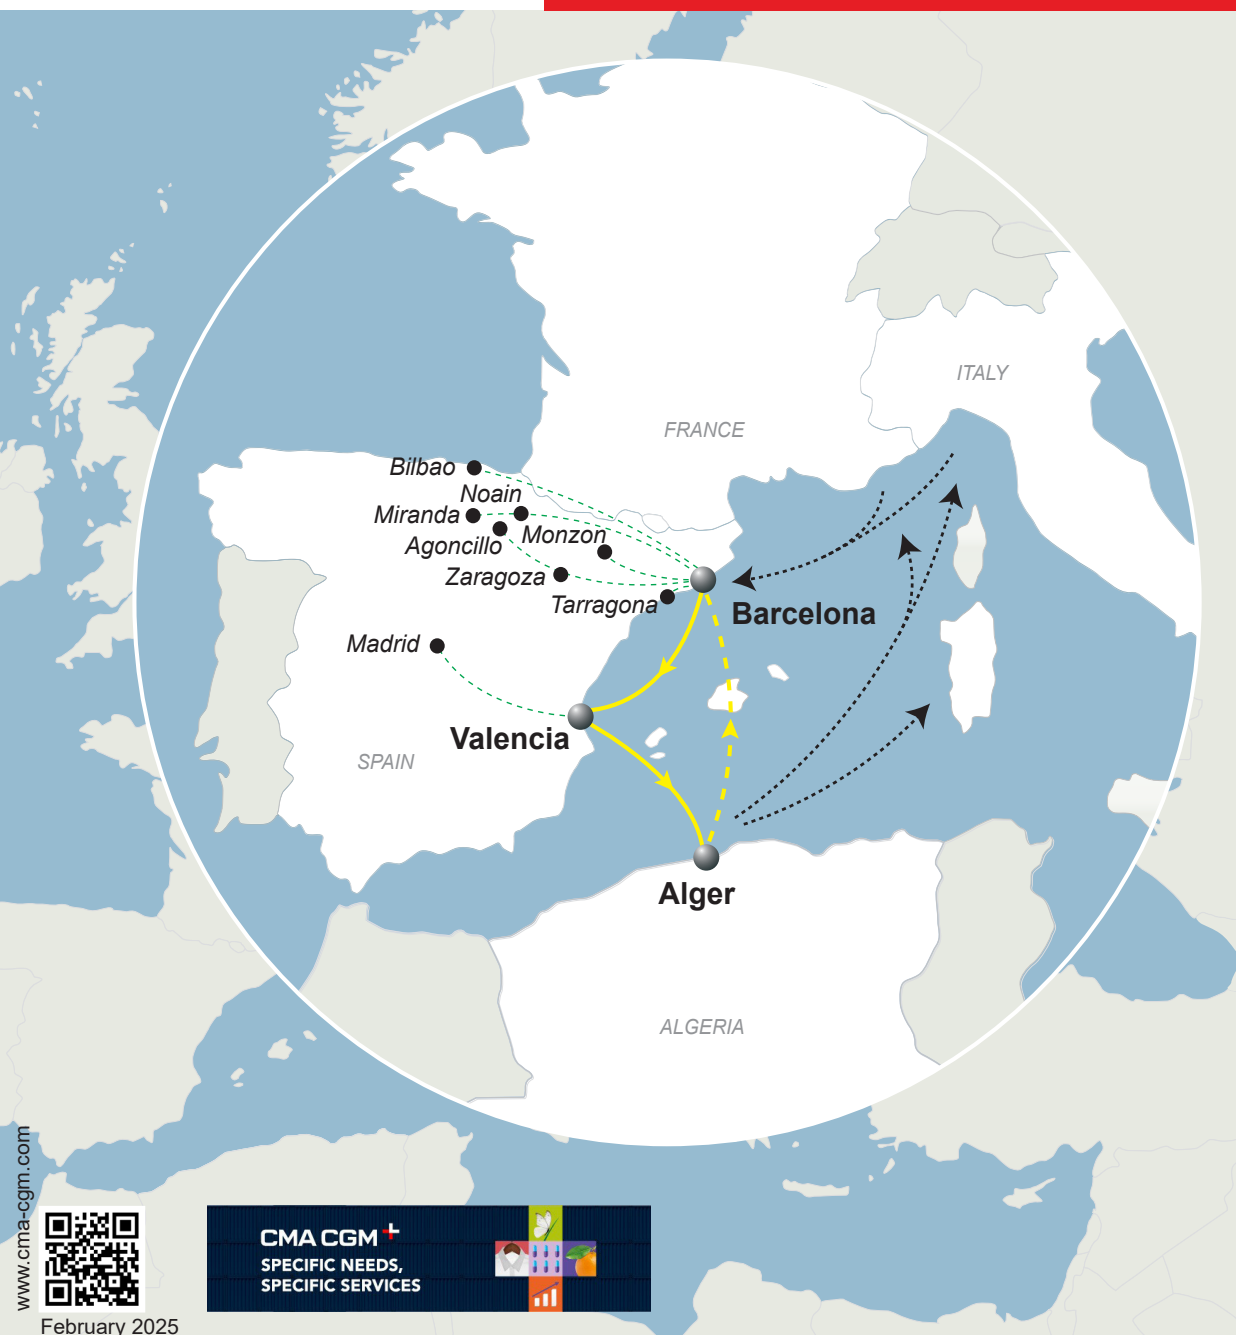 ITALY
FRANCE
Bilbao
Noain
Miranda
Agoncillo
Monzon
Zaragoza
Tarragona
Barcelona
Madrid
Valencia
SPAIN
Alger
ALGERIA
www.cma-cgm.com
CMA CGM+
SPECIFIC NEEDS,
SPECIFIC SERVICES
February 2025